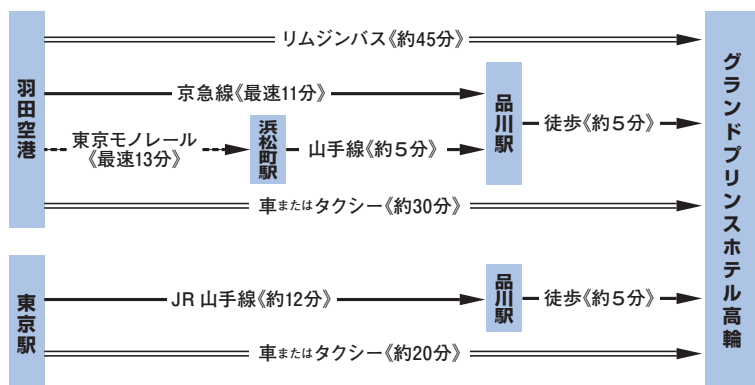 羽田空港
リムジンバス《約45分》
京急線《最速11分》
東京モノレール
《最速13分》
浜松町駅
山手線《約5分》
品川駅
徒歩《約5分》
車またはタクシー《約30分》
グランドプリンスホテル高輪
東京駅
JR 山手線《約12分》
品川駅
徒歩《約5分》
車またはタクシー《約20分》